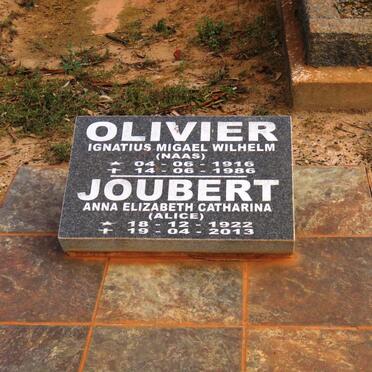 OLIVIER
IGNATIUS MIGAEL WILHELM
(NAAS)
★ 04 - 06 - 1916
✝ 14 - 06 - 1986
JOUBERT
ANNA ELIZABETH CATHARINA
(ALICE)
★ 18 - 12 - 1922
✝ 19 - 04 - 2013